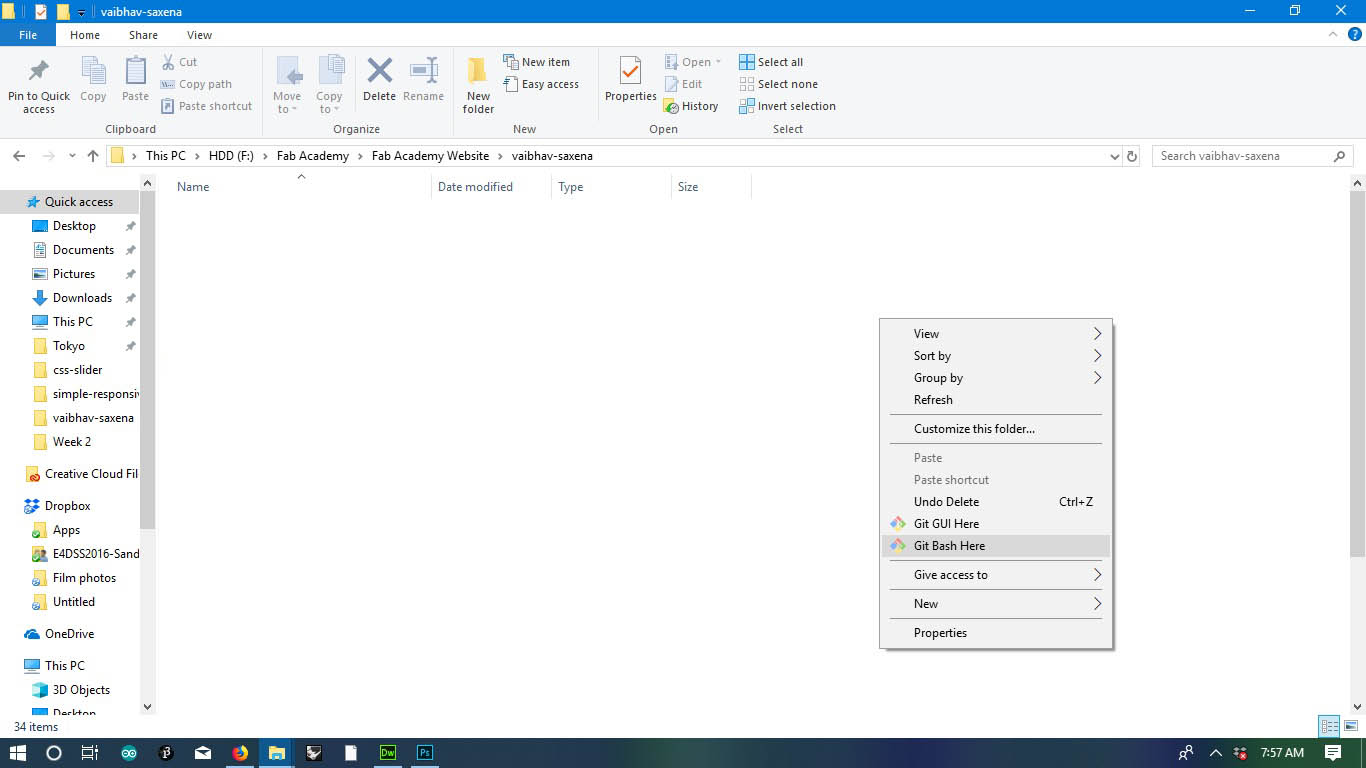 vaibhav-saxena
File Home Share View
Pin to Quick access
Copy
Paste
Cut
Copy path
Paste shortcut
Clipboard
Move to
Copy to
Delete
Rename
Organize
New folder
New item
Easy access
New
Properties
Open
Edit
History
Open
Select all
Select none
Invert selection
Select
This PC HDD (F:) Fab Academy Fab Academy Website vaibhav-saxena
Search vaibhav-saxena
Name Date modified Type Size
Quick access
Desktop
Documents
Pictures
Downloads
This PC
Tokyo
css-slider
simple-responsiv
vaibhav-saxena
Week 2
Creative Cloud Fil
Dropbox
Apps
E4DSS2016-Sand
Film photos
Untitled
OneDrive
This PC
3D Objects
Desktop
View
Sort by
Group by
Refresh
Customize this folder...
Paste
Paste shortcut
Undo Delete Ctrl+Z
Git GUI Here
Git Bash Here
Give access to
New
Properties
34 items
Dw
Ps
7:57 AM